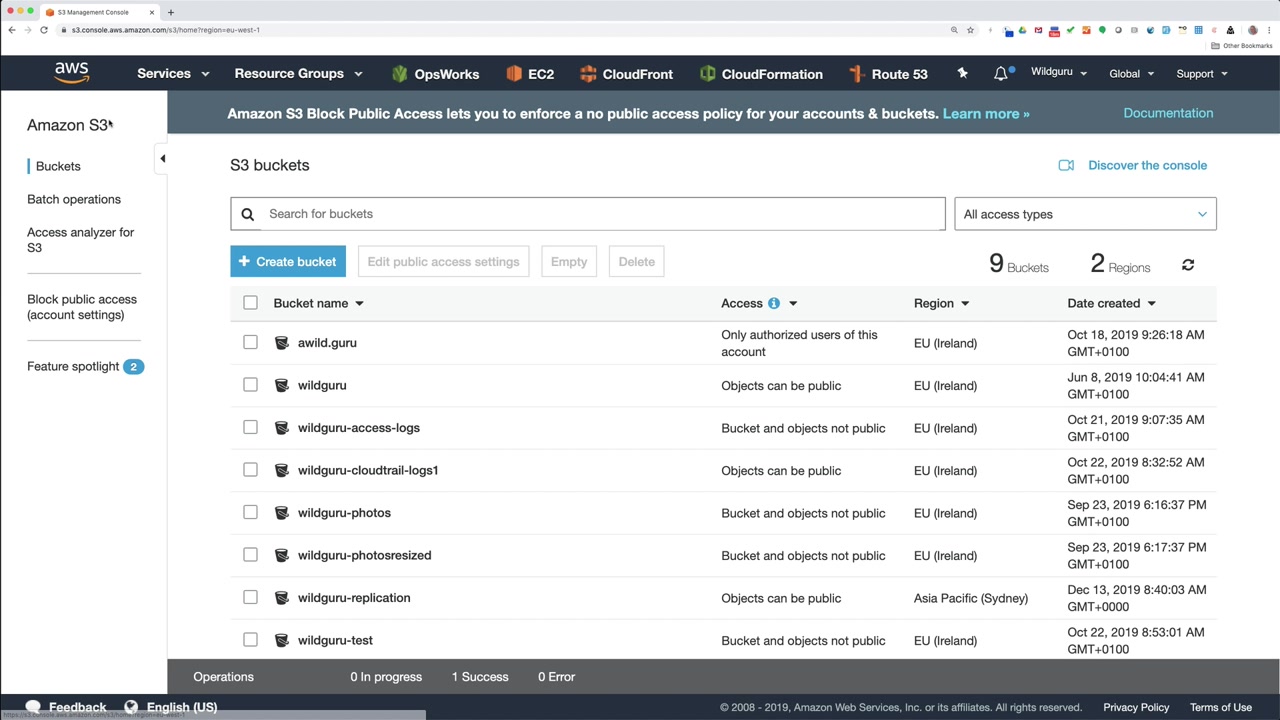 S3 Management Console
s3.console.aws.amazon.com/s3/home?region=eu-west-1
Other Bookmarks
aws
Services
Resource Groups
OpsWorks
EC2
CloudFront
CloudFormation
Route 53
Wildguru
Global
Support
Amazon S3
Buckets
Batch operations
Access analyzer for
S3
Block public access
(account settings)
Feature spotlight 2
Amazon S3 Block Public Access lets you to enforce a no public access policy for your accounts & buckets. Learn more »
Documentation
S3 buckets
Discover the console
Search for buckets
All access types
+ Create bucket
Edit public access settings
Empty
Delete
9 Buckets
2 Regions
Bucket name
Access
Region
Date created
awild.guru
Only authorized users of this
account
EU (Ireland)
Oct 18, 2019 9:26:18 AM
GMT+0100
wildguru
Objects can be public
EU (Ireland)
Jun 8, 2019 10:04:41 AM
GMT+0100
wildguru-access-logs
Bucket and objects not public
EU (Ireland)
Oct 21, 2019 9:07:35 AM
GMT+0100
wildguru-cloudtrail-logs1
Objects can be public
EU (Ireland)
Oct 22, 2019 8:32:52 AM
GMT+0100
wildguru-photos
Bucket and objects not public
EU (Ireland)
Sep 23, 2019 6:16:37 PM
GMT+0100
wildguru-photosresized
Bucket and objects not public
EU (Ireland)
Sep 23, 2019 6:17:37 PM
GMT+0100
wildguru-replication
Objects can be public
Asia Pacific (Sydney)
Dec 13, 2019 8:40:03 AM
GMT+0000
wildguru-test
Bucket and objects not public
EU (Ireland)
Oct 22, 2019 8:53:01 AM
GMT+0100
Operations
0 In progress
1 Success
0 Error
Feedback
English (US)
© 2008 - 2019, Amazon Web Services, Inc. or its affiliates. All rights reserved.
Privacy Policy
Terms of Use
https://s3.console.aws.amazon.com/s3/home?region=eu-west-1